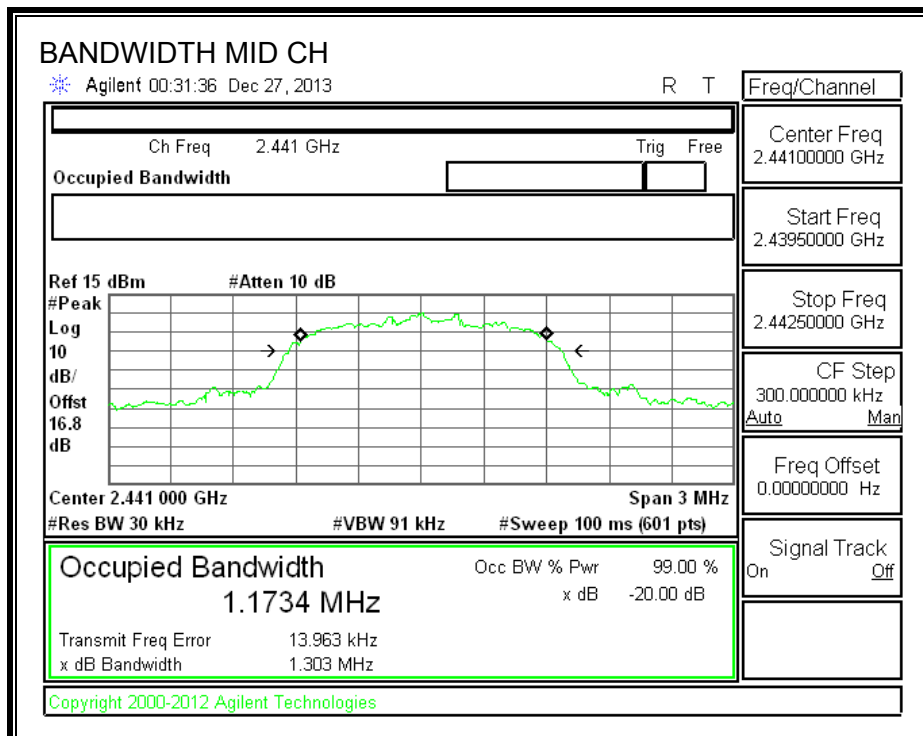 BANDWIDTH MID CH
Agilent 00:31:36 Dec 27, 2013 R T
Ch Freq 2.441 GHz Trig Free
Occupied Bandwidth
Ref 15 dBm #Atten 10 dB
#Peak
Log
10
dB/
Offst
16.8
dB
Center 2.441 000 GHz Span 3 MHz
#Res BW 30 kHz #VBW 91 kHz #Sweep 100 ms (601 pts)
Occupied Bandwidth
1.1734 MHz
Occ BW % Pwr 99.00 %
x dB -20.00 dB
Transmit Freq Error 13.963 kHz
x dB Bandwidth 1.303 MHz
Copyright 2000-2012 Agilent Technologies
Freq/Channel
Center Freq
2.44100000 GHz
Start Freq
2.43950000 GHz
Stop Freq
2.44250000 GHz
CF Step
300.000000 kHz
Auto Man
Freq Offset
0.00000000 Hz
Signal Track
On Off